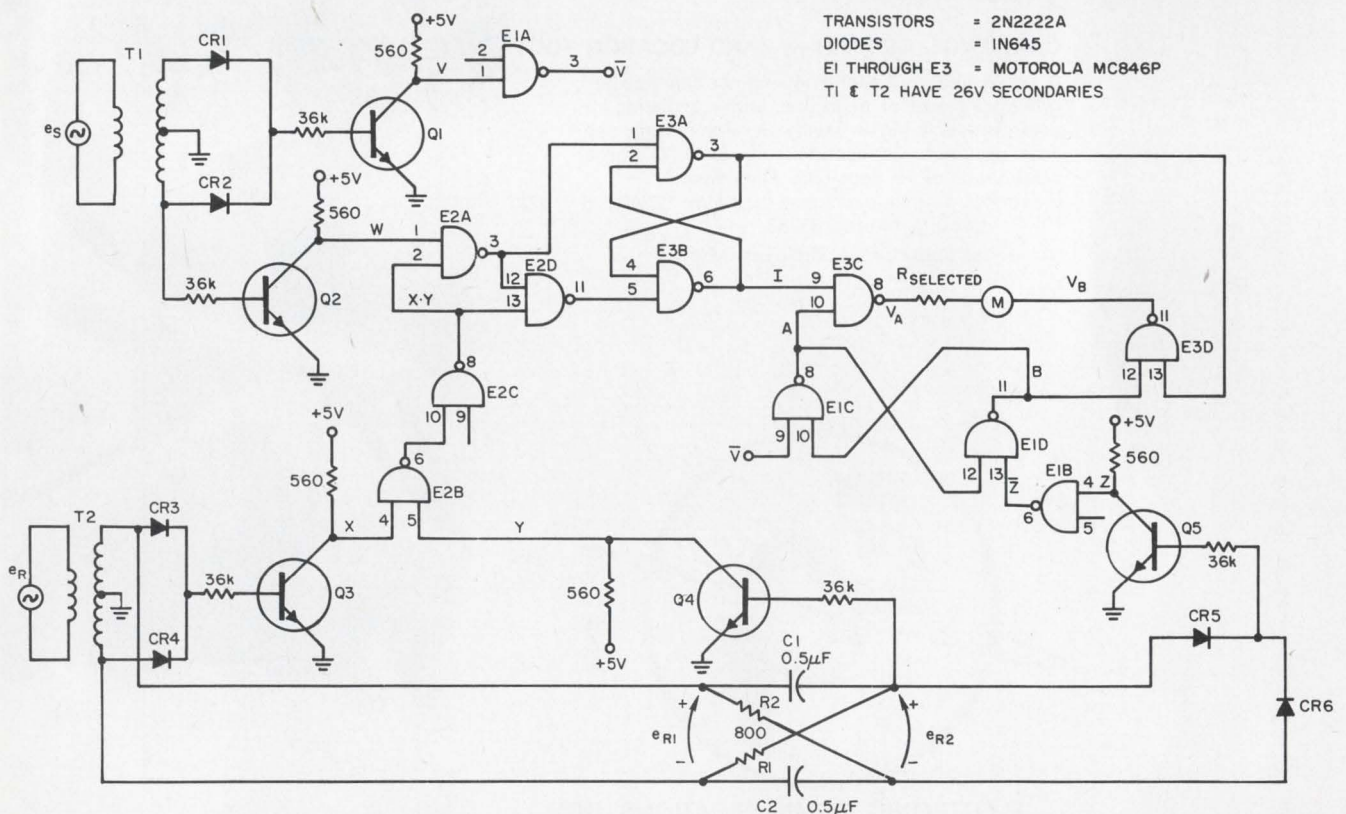 TRANSISTORS = 2N2222A
DIODES = IN645
E1 THROUGH E3 = MOTOROLA MC846P
T1 & T2 HAVE 26V SECONDARIES
T1
CR1
eS
36k
CR2
+5V
560
V
Q1
E1A
2
1
3
V̅
+5V
560
W
36k
Q2
E2A
1
2
3
X·Y
E2D
12
13
11
E3A
1
2
3
E3B
4
5
6
I
E3C
9
10
8
VA
RSELECTED
M
VB
11
E3D
12
13
A
8
E1C
9
10
V̅
B
11
E1D
12
13
Z̅
E1B
6
4
5
Z
+5V
560
Q5
36k
8
E2C
10
9
6
E2B
4
5
+5V
560
X
Y
T2
CR3
eR
CR4
36k
Q3
560
+5V
Q4
36k
C1
0.5μF
CR5
CR6
+
eR1
-
R2
800
R1
+
eR2
-
C2
0.5μF